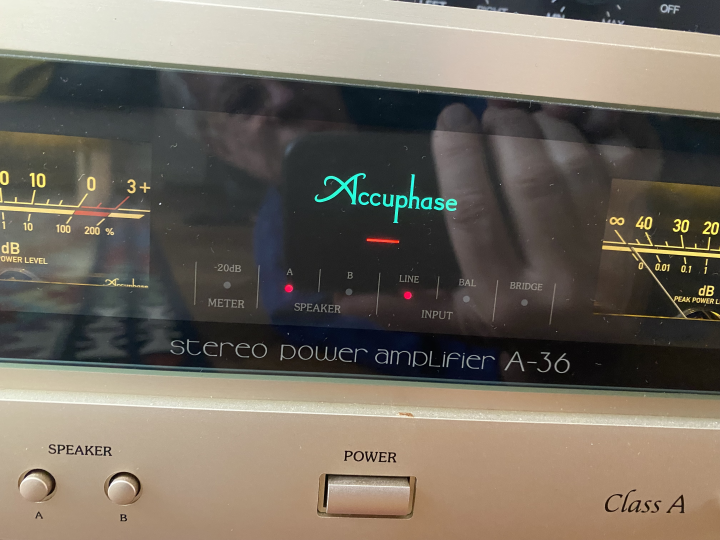 OFF
Accuphase
0 10 0 3+
1 10 100 200 %
dB
POWER LEVEL
Accuphase
∞ 40 30 20
0 0.01 0.1 1
dB
PEAK POWER L
-20dB
METER
A B
SPEAKER
LINE BAL
INPUT
BRIDGE
stereo power amplifier A-36
SPEAKER
A B
POWER
Class A